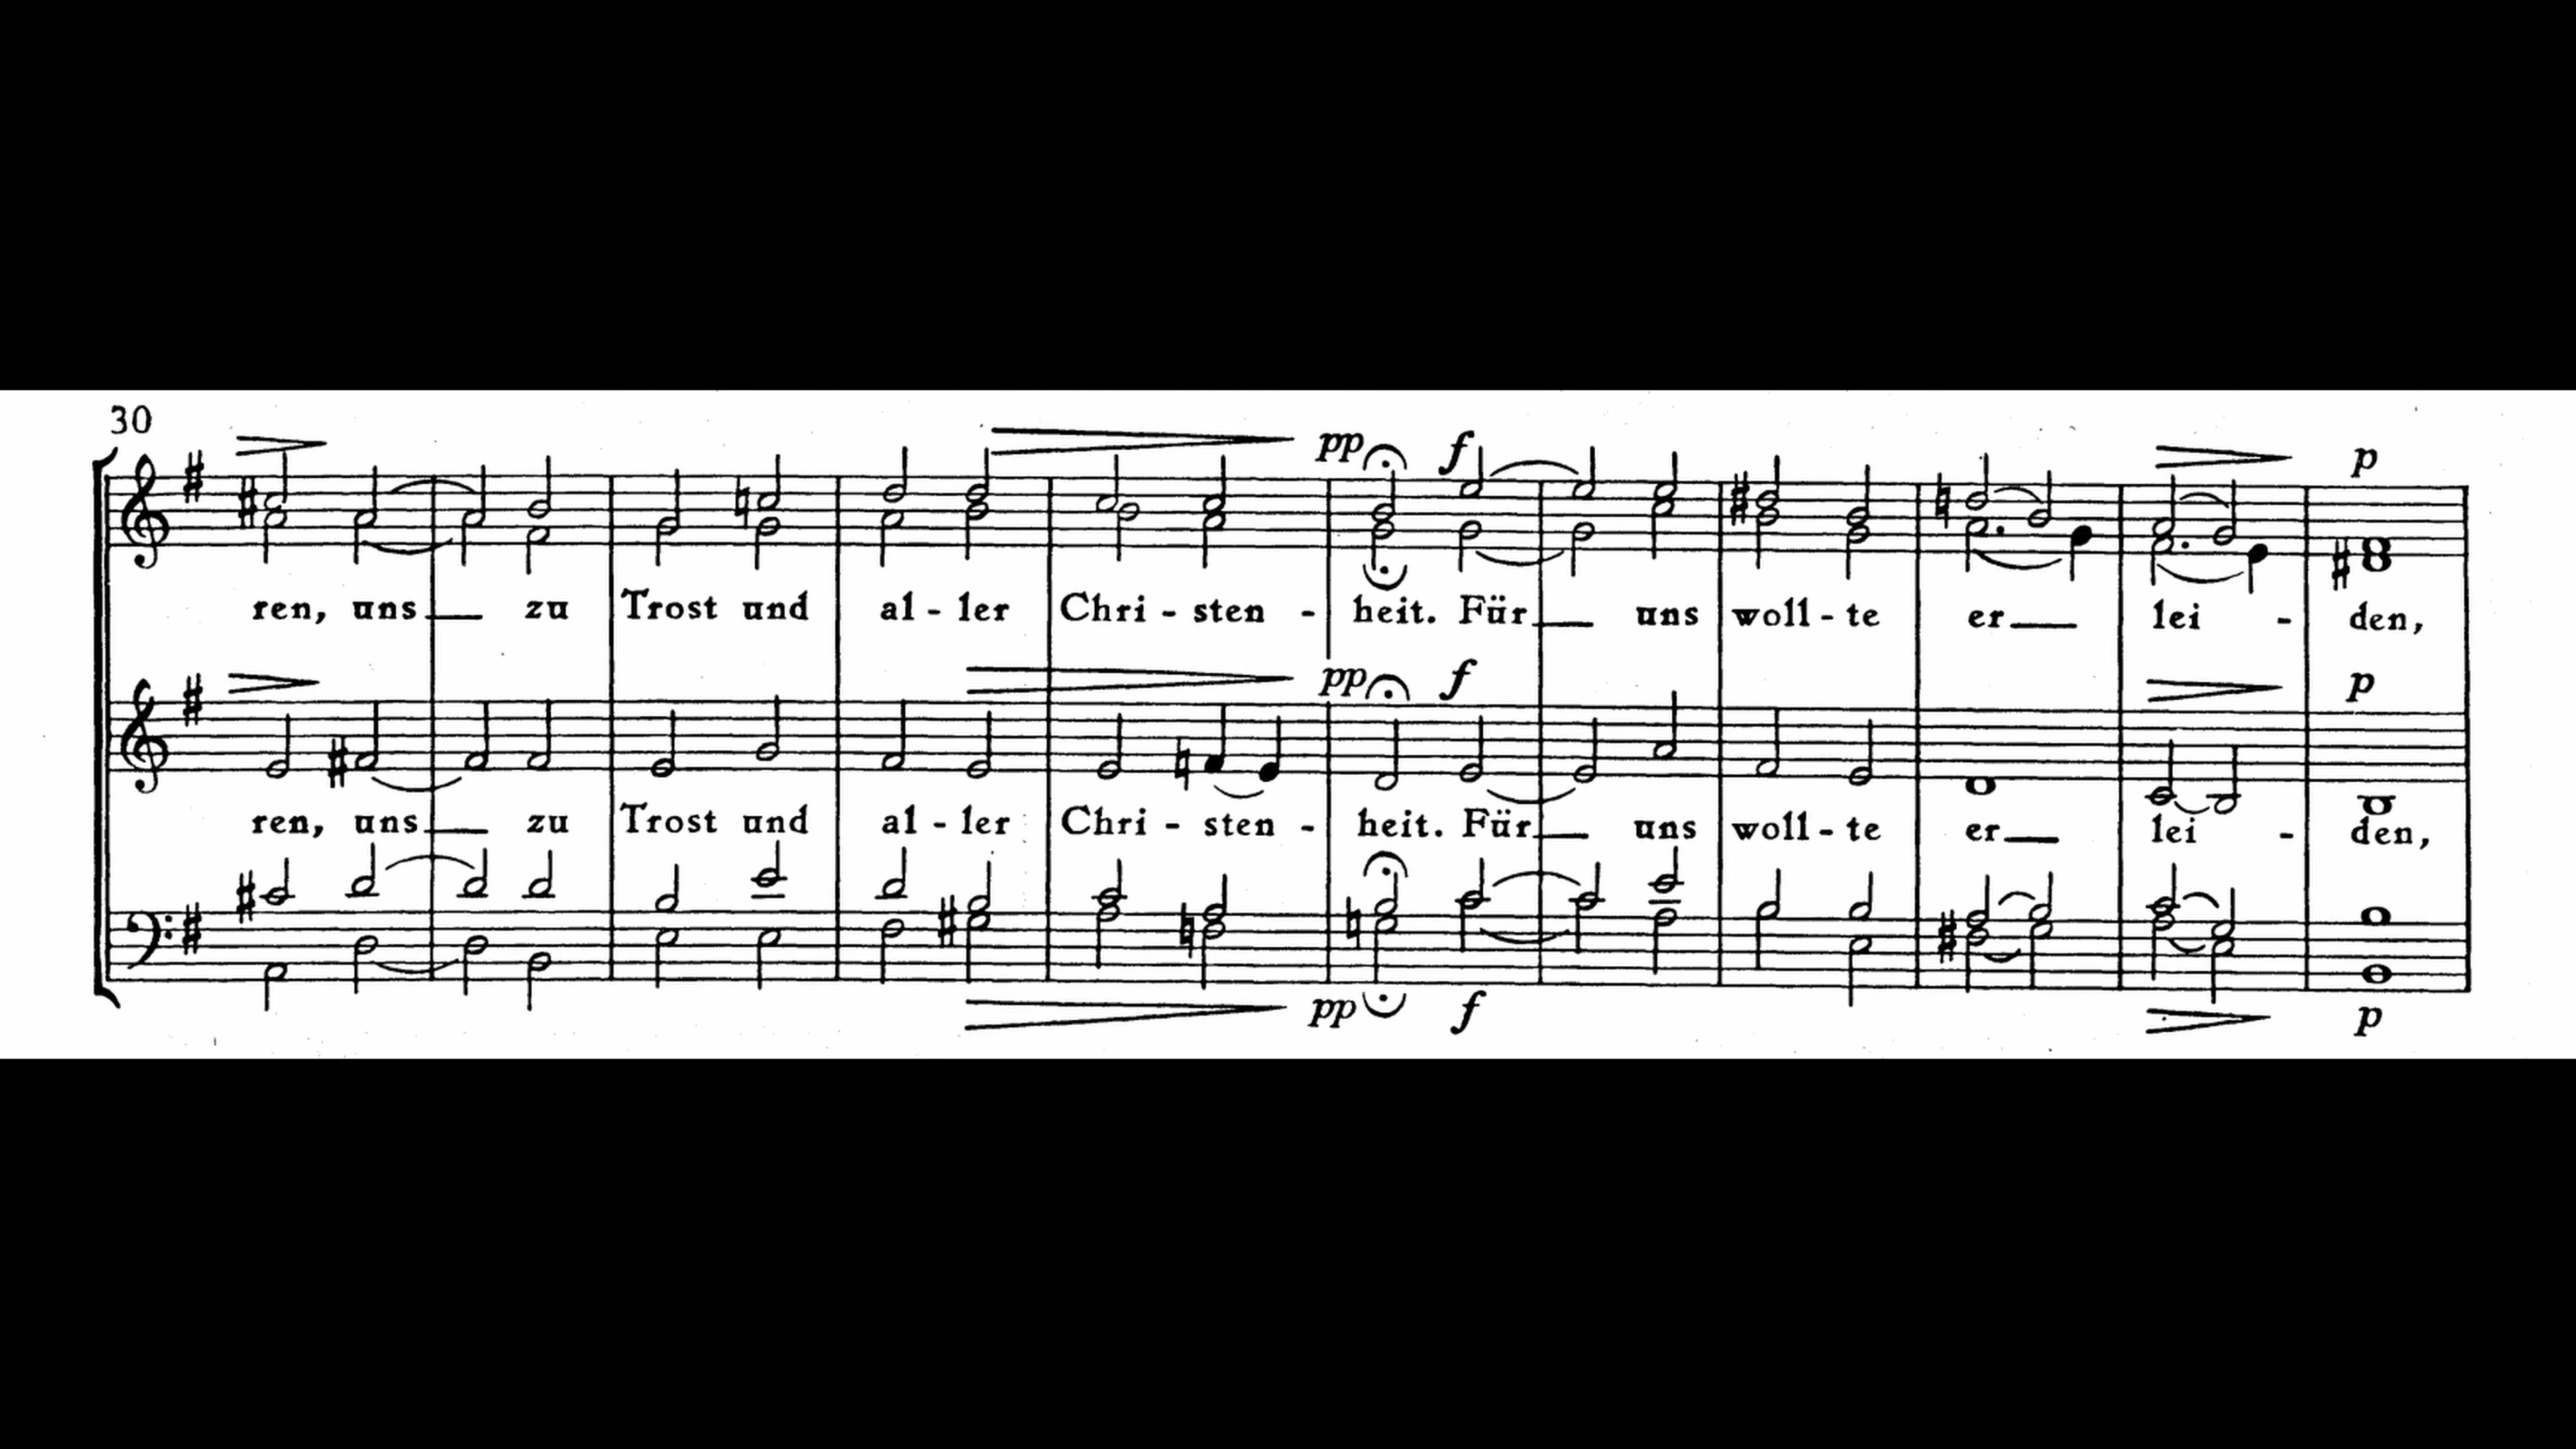 30
pp f p
ren, uns zu Trost und al - ler Chri - sten - heit. Für uns woll - te er lei - den,
pp f p
ren, uns zu Trost und al - ler Chri - sten - heit. Für uns woll - te er lei - den,
pp f p